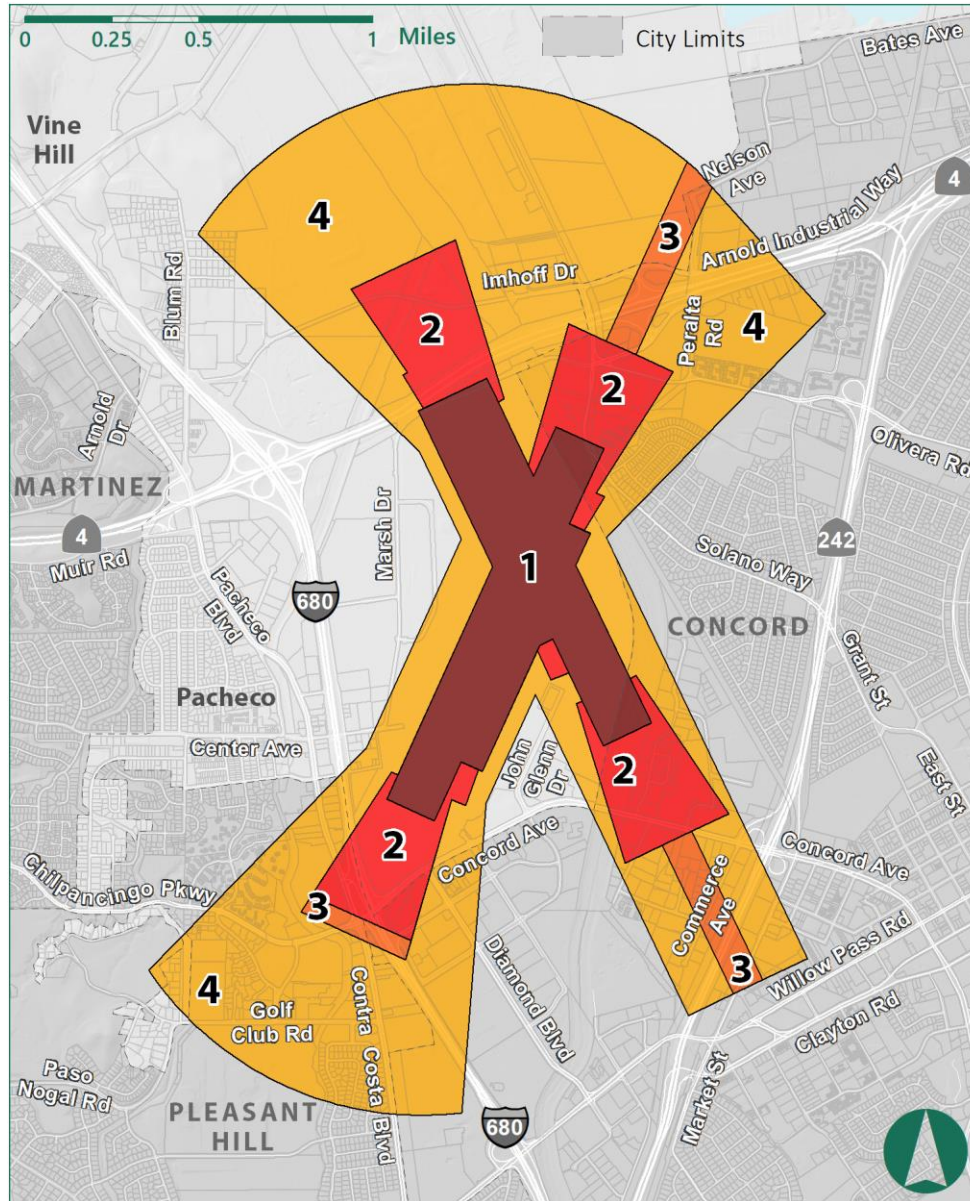 0 0.25 0.5 1 Miles
City Limits
Bates Ave
Vine
Hill
Nelson
Ave
4
4
3
Arnold Industrial Way
Blum Rd
Imhoff Dr
2
Peralta
Rd
4
2
Arnold
Dr
Olivera Rd
MARTINEZ
4
Marsh Dr
242
Muir Rd
Solano Way
1
680
Pacheco
Blvd
CONCORD
Grant St
Pacheco
Center Ave
John
Glenn
Dr
2
East St
2
Concord Ave
Concord Ave
Chilpancingo Pkwy
3
Commerce
Ave
Willow Pass Rd
3
4
Golf
Club Rd
Contra Costa Blvd
Diamond Blvd
Clayton Rd
Paso
Nogal Rd
Market St
PLEASANT
HILL
680